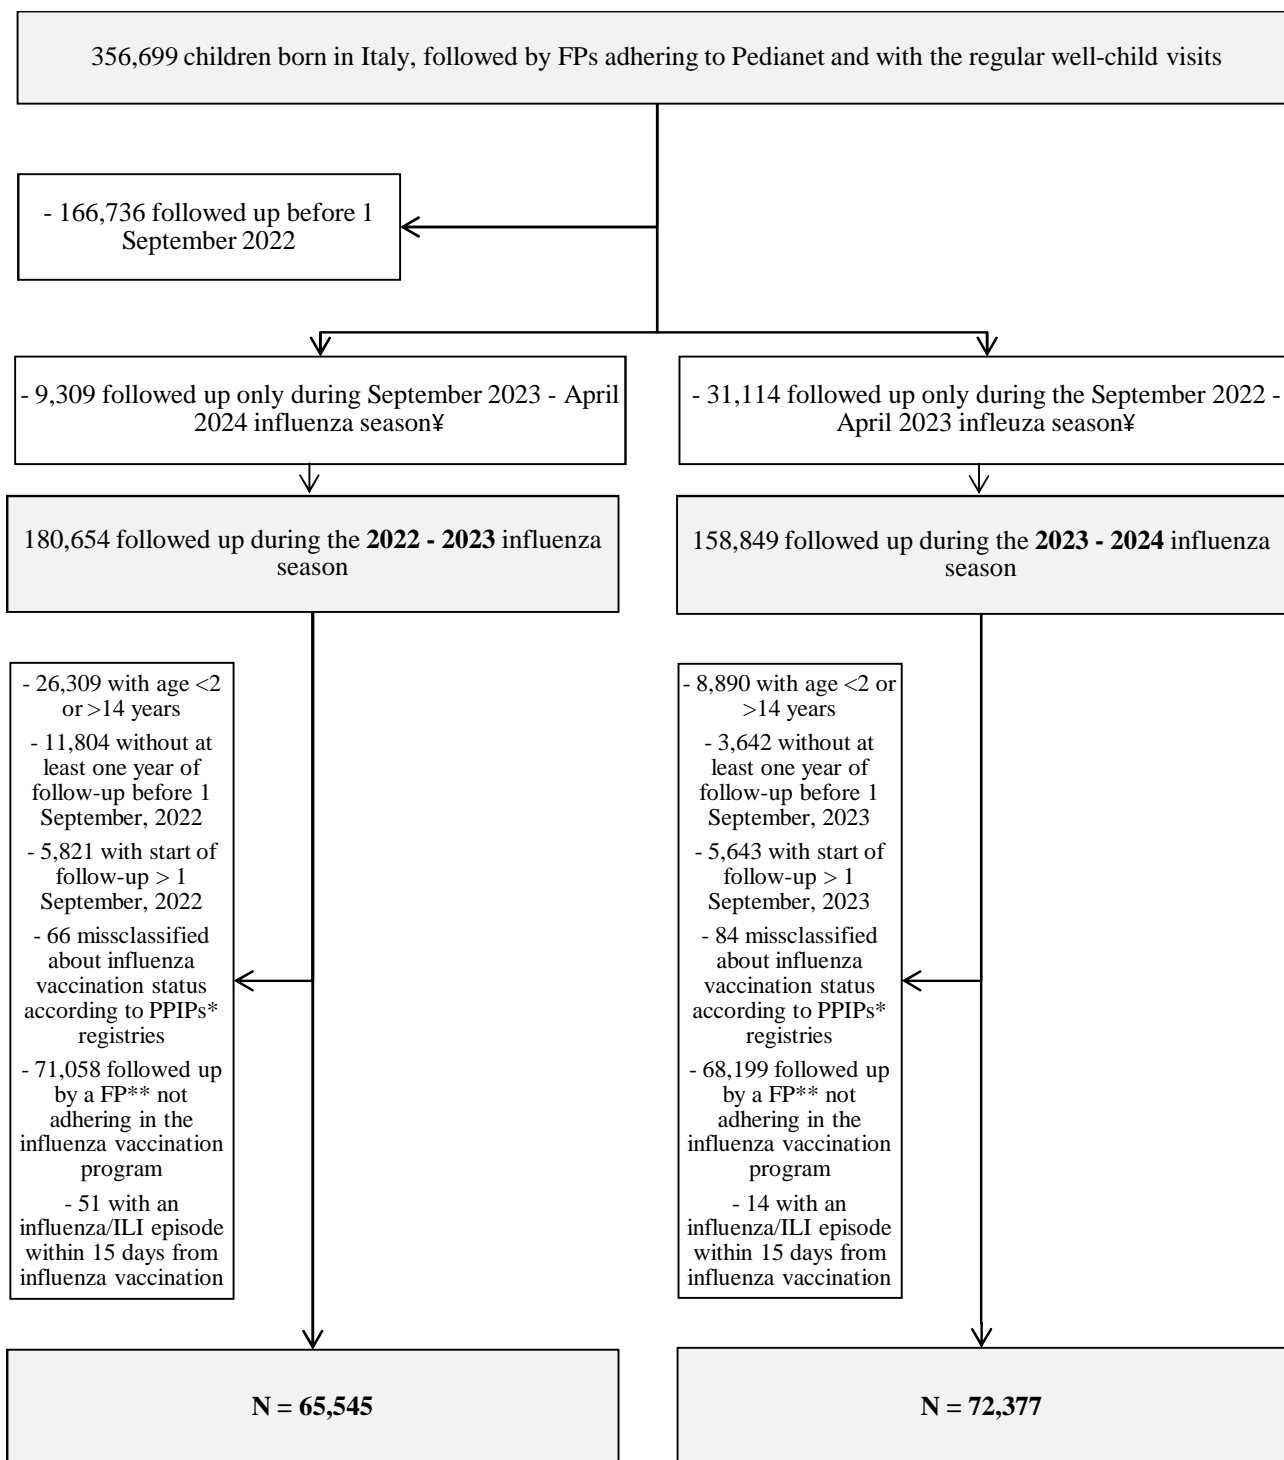 356,699 children born in Italy, followed by FPs adhering to Pedianet and with the regular well-child visits
- 166,736 followed up before 1
September 2022
- 9,309 followed up only during September 2023 - April
2024 influenza season¥
- 31,114 followed up only during the September 2022 -
April 2023 infleuza season¥
180,654 followed up during the 2022 - 2023 influenza
season
158,849 followed up during the 2023 - 2024 influenza
season
- 26,309 with age <2
or >14 years
- 11,804 without at
least one year of
follow-up before 1
September, 2022
- 5,821 with start of
follow-up > 1
September, 2022
- 66 missclassified
about influenza
vaccination status
according to PPIPs*
registries
- 71,058 followed up
by a FP** not
adhering in the
influenza vaccination
program
- 51 with an
influenza/ILI episode
within 15 days from
influenza vaccination
- 8,890 with age <2 or
>14 years
- 3,642 without at
least one year of
follow-up before 1
September, 2023
- 5,643 with start of
follow-up > 1
September, 2023
- 84 missclassified
about influenza
vaccination status
according to PPIPs*
registries
- 68,199 followed up
by a FP** not
adhering in the
influenza vaccination
program
- 14 with an
influenza/ILI episode
within 15 days from
influenza vaccination
N = 65,545
N = 72,377